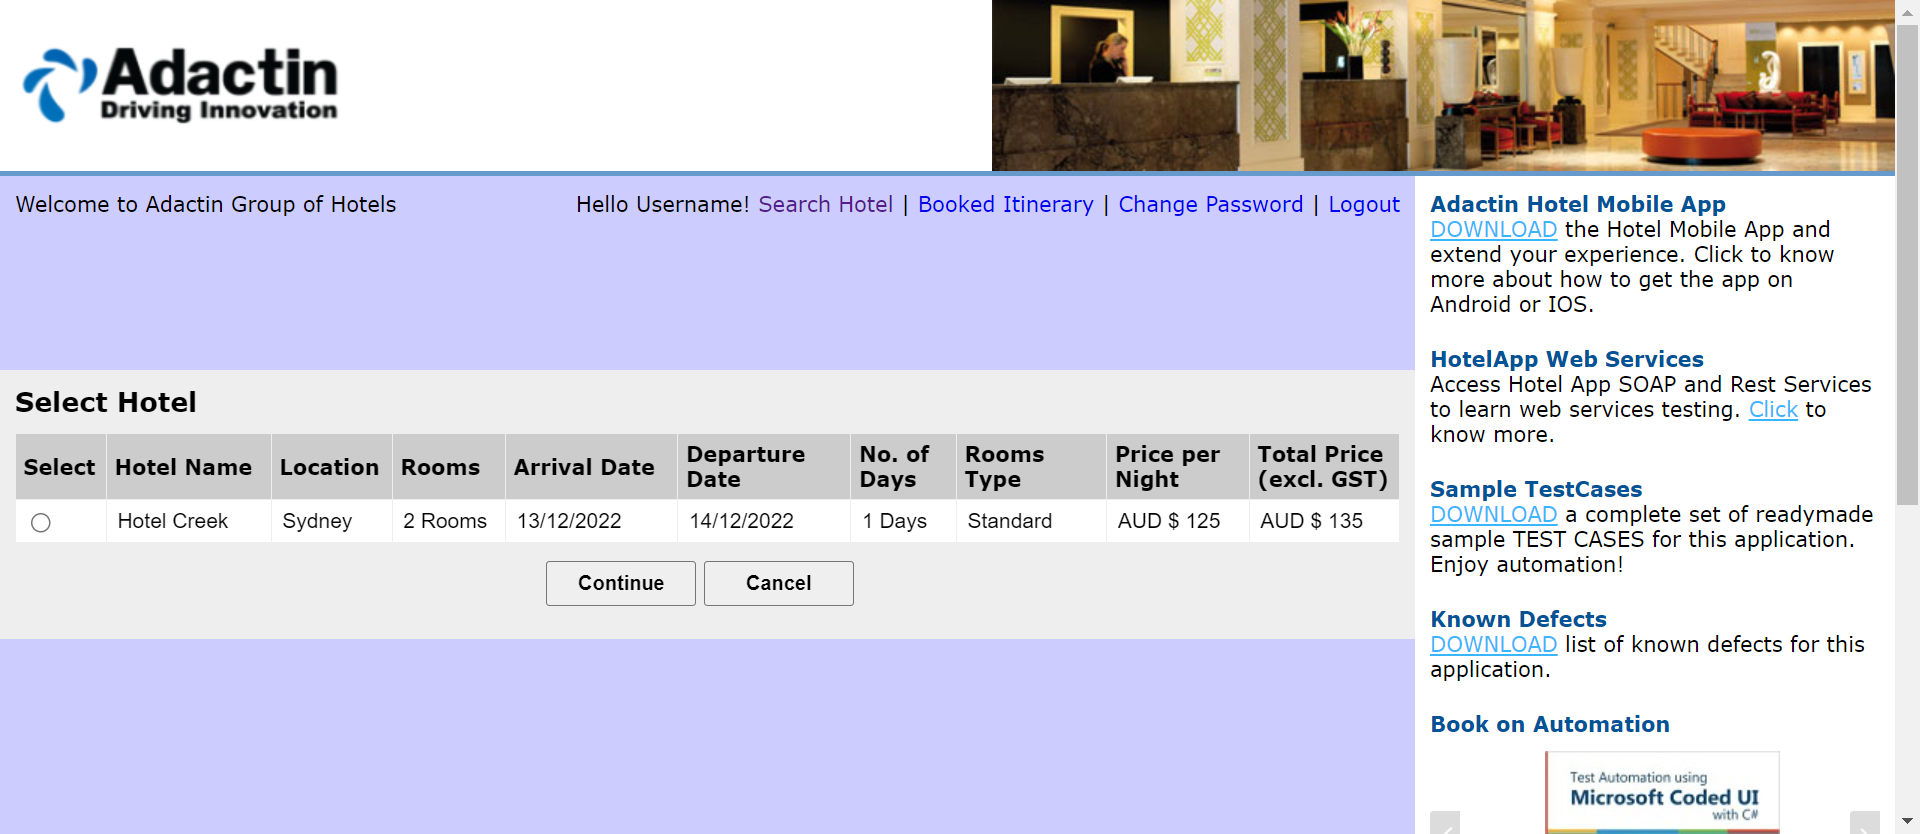 Adactin
Driving Innovation
Welcome to Adactin Group of Hotels
Hello Username! Search Hotel | Booked Itinerary | Change Password | Logout
Select Hotel
Select Hotel Name Location Rooms Arrival Date Departure Date No. of Days Rooms Type Price per Night Total Price (excl. GST)
Hotel Creek Sydney 2 Rooms 13/12/2022 14/12/2022 1 Days Standard AUD $ 125 AUD $ 135
Continue Cancel
Adactin Hotel Mobile App
DOWNLOAD the Hotel Mobile App and
extend your experience. Click to know
more about how to get the app on
Android or IOS.
HotelApp Web Services
Access Hotel App SOAP and Rest Services
to learn web services testing. Click to
know more.
Sample TestCases
DOWNLOAD a complete set of readymade
sample TEST CASES for this application.
Enjoy automation!
Known Defects
DOWNLOAD list of known defects for this
application.
Book on Automation
Test Automation using
Microsoft Coded UI
with C#